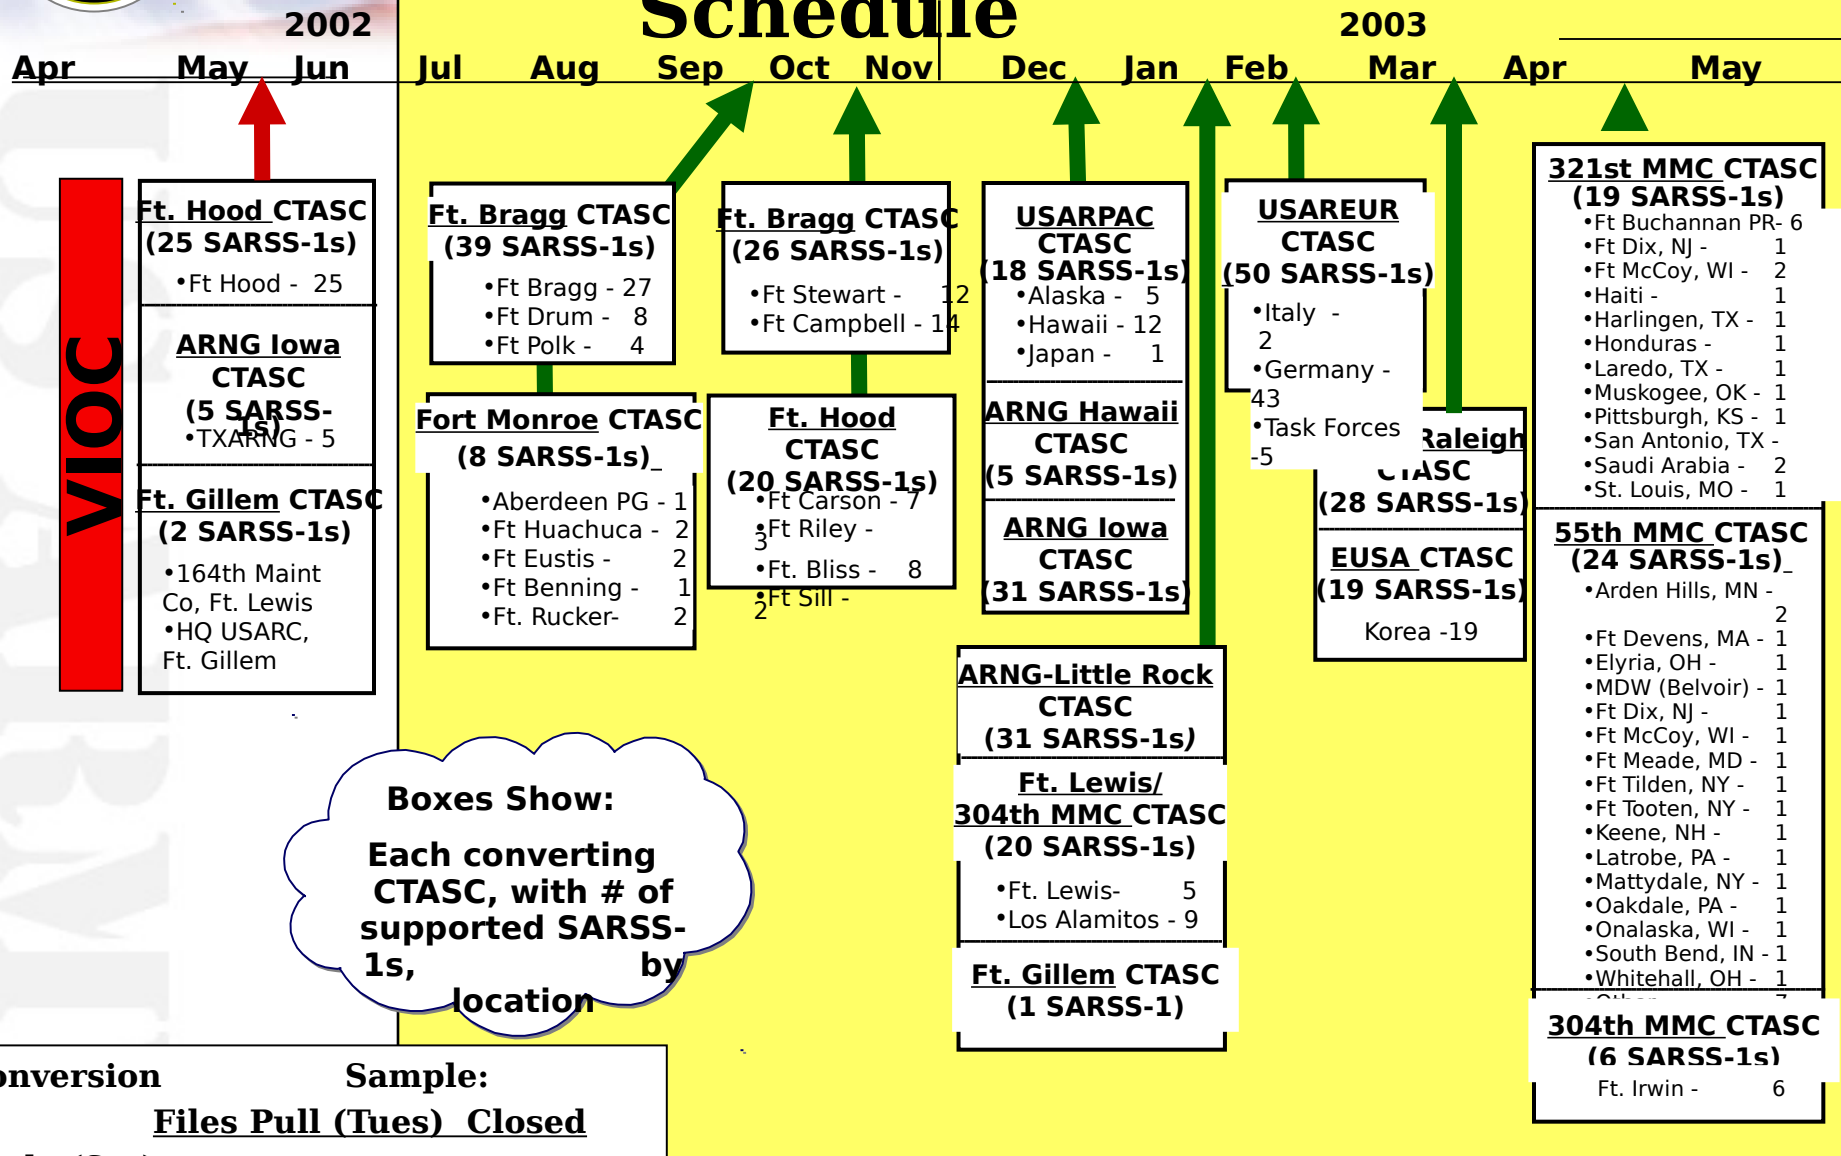 Schedule
2002
2003
Apr May Jun Jul Aug Sep Oct Nov Dec Jan Feb Mar Apr May
VIOC
Ft. Hood CTASC
(25 SARSS-1s)
•Ft Hood - 25
ARNG Iowa
CTASC
(5 SARSS-
1s)
•TXARNG - 5
Ft. Gillem CTASC
(2 SARSS-1s)
•164th Maint
Co, Ft. Lewis
•HQ USARC,
Ft. Gillem
Ft. Bragg CTASC
(39 SARSS-1s)
•Ft Bragg - 27
•Ft Drum - 8
•Ft Polk - 4
Fort Monroe CTASC
(8 SARSS-1s)
•Aberdeen PG - 1
•Ft Huachuca - 2
•Ft Eustis - 2
•Ft Benning - 1
•Ft. Rucker- 2
Ft. Bragg CTASC
(26 SARSS-1s)
•Ft Stewart - 12
•Ft Campbell - 14
Ft. Hood
CTASC
(20 SARSS-1s)
•Ft Carson - 7
•Ft Riley -
3
•Ft. Bliss - 8
•Ft Sill -
2
USARPAC
CTASC
(18 SARSS-1s)
•Alaska - 5
•Hawaii - 12
•Japan - 1
ARNG Hawaii
CTASC
(5 SARSS-1s)
ARNG Iowa
CTASC
(31 SARSS-1s)
ARNG-Little Rock
CTASC
(31 SARSS-1s)
Ft. Lewis/
304th MMC CTASC
(20 SARSS-1s)
•Ft. Lewis- 5
•Los Alamitos - 9
Ft. Gillem CTASC
(1 SARSS-1)
USAREUR
CTASC
(50 SARSS-1s)
•Italy -
2
•Germany -
43
•Task Forces
-5
Raleigh
CTASC
(28 SARSS-1s)
EUSA CTASC
(19 SARSS-1s)
Korea -19
321st MMC CTASC
(19 SARSS-1s)
•Ft Buchannan PR- 6
•Ft Dix, NJ - 1
•Ft McCoy, WI - 2
•Haiti - 1
•Harlingen, TX - 1
•Honduras - 1
•Laredo, TX - 1
•Muskogee, OK - 1
•Pittsburgh, KS - 1
•San Antonio, TX -
•Saudi Arabia - 2
•St. Louis, MO - 1
55th MMC CTASC
(24 SARSS-1s)
•Arden Hills, MN -
2
•Ft Devens, MA - 1
•Elyria, OH - 1
•MDW (Belvoir) - 1
•Ft Dix, NJ - 1
•Ft McCoy, WI - 1
•Ft Meade, MD - 1
•Ft Tilden, NY - 1
•Ft Tooten, NY - 1
•Keene, NH - 1
•Latrobe, PA - 1
•Mattydale, NY - 1
•Oakdale, PA - 1
•Onalaska, WI - 1
•South Bend, IN - 1
•Whitehall, OH - 1
304th MMC CTASC
(6 SARSS-1s)
Ft. Irwin - 6
Boxes Show:
Each converting
CTASC, with # of
supported SARSS-
1s, by
location
onversion Sample:
Files Pull (Tues) Closed